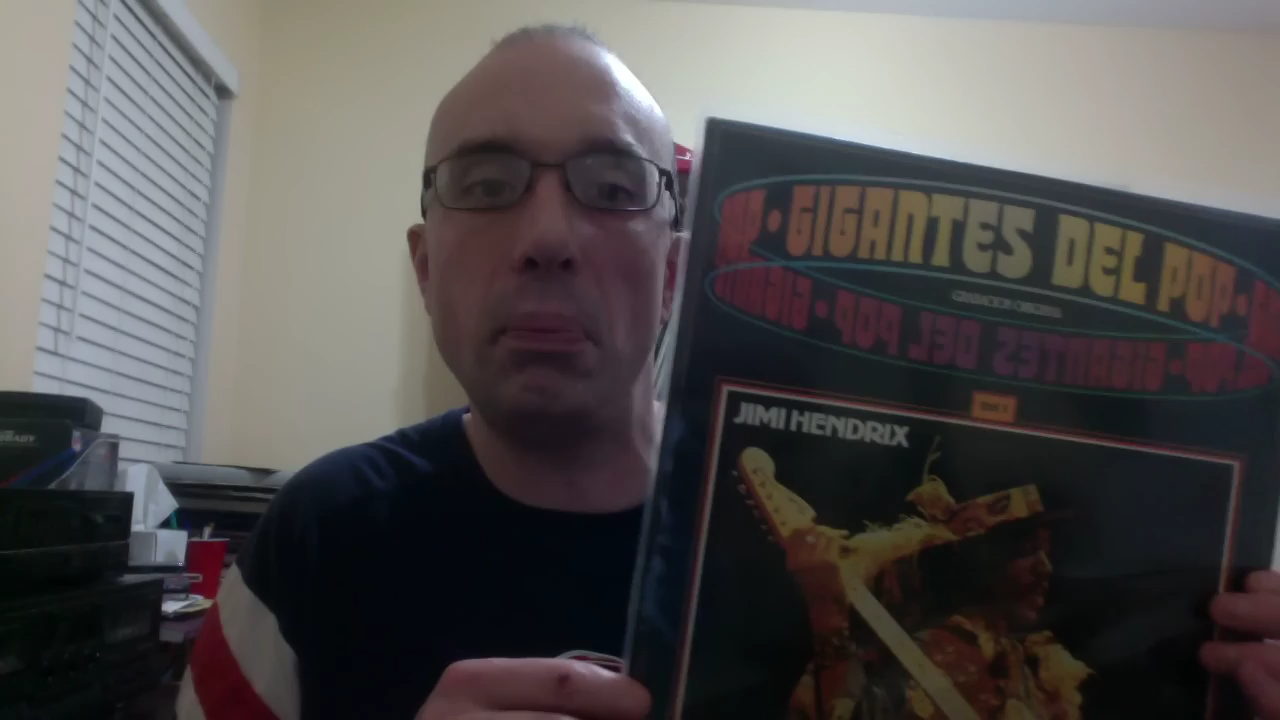 • GIGANTES DEL POP •
GIGANTES DEL POP •
JIMI HENDRIX